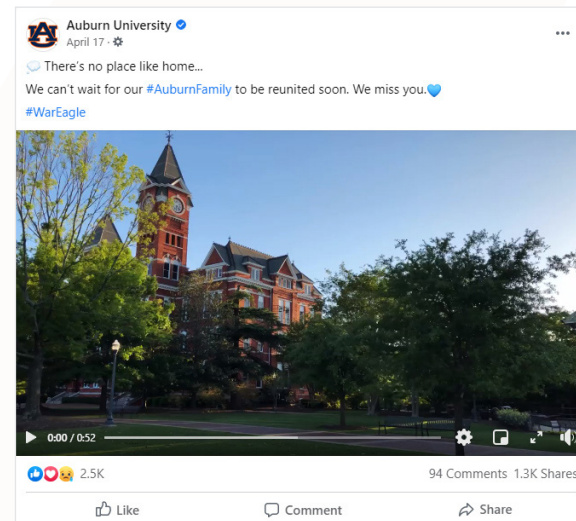 Auburn University
April 17 ·
There's no place like home...
We can't wait for our #AuburnFamily to be reunited soon. We miss you.
#WarEagle
0:00 / 0:52
2.5K
94 Comments 1.3K Shares
Like
Comment
Share